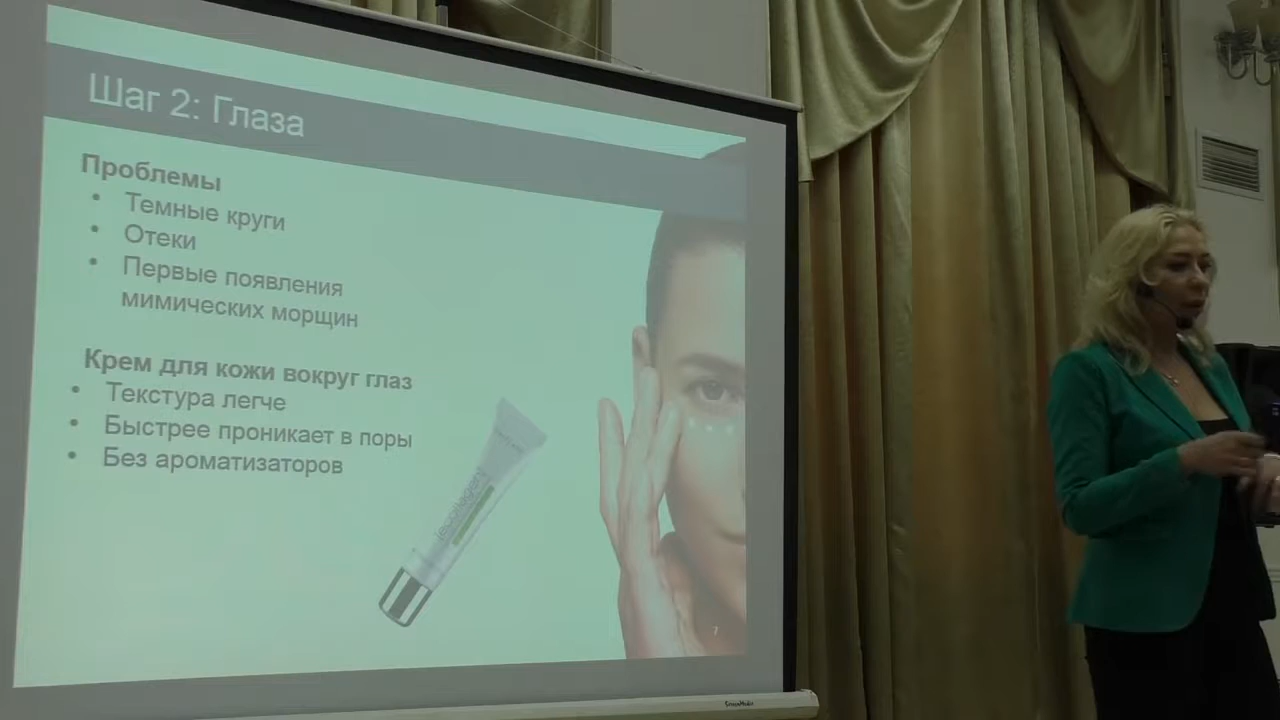 Шаг 2: Глаза
Проблемы
• Темные круги
• Отеки
• Первые появления
мимических морщин
Крем для кожи вокруг глаз
• Текстура легче
• Быстрее проникает в поры
• Без ароматизаторов
7